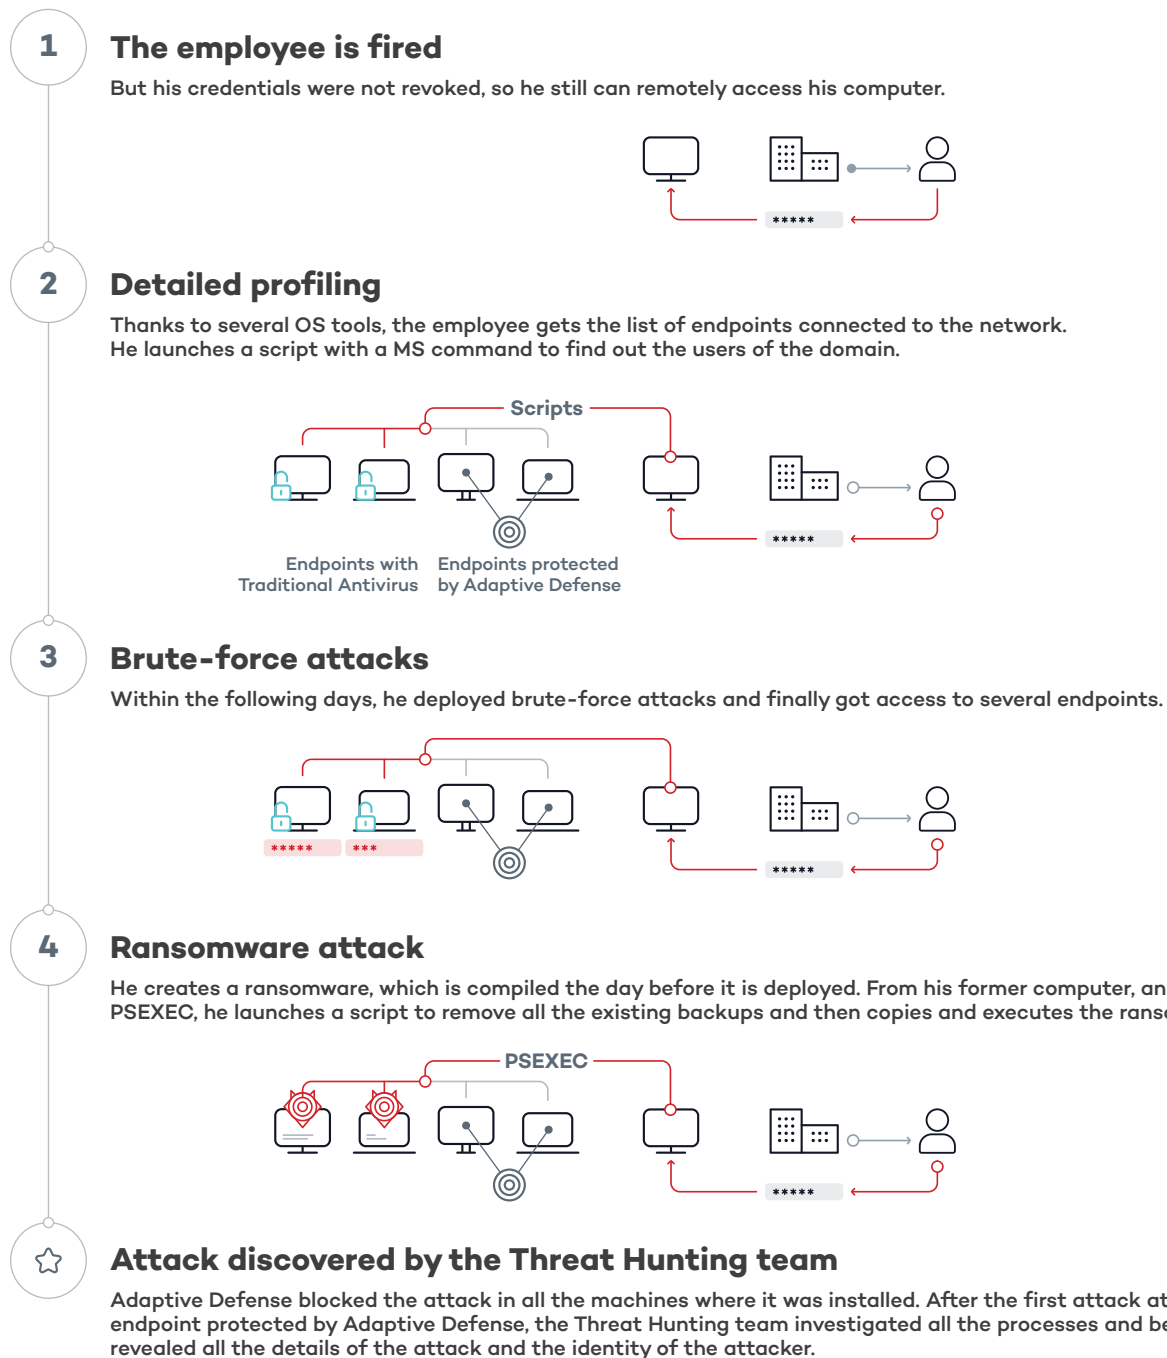 1
The employee is fired
But his credentials were not revoked, so he still can remotely access his computer.
*****
2
Detailed profiling
Thanks to several OS tools, the employee gets the list of endpoints connected to the network.
He launches a script with a MS command to find out the users of the domain.
Scripts
*****
Endpoints with
Traditional Antivirus
Endpoints protected
by Adaptive Defense
3
Brute-force attacks
Within the following days, he deployed brute-force attacks and finally got access to several endpoints.
*****
***
*****
4
Ransomware attack
He creates a ransomware, which is compiled the day before it is deployed. From his former computer, an
PSEXEC, he launches a script to remove all the existing backups and then copies and executes the rans
PSEXEC
*****
Attack discovered by the Threat Hunting team
Adaptive Defense blocked the attack in all the machines where it was installed. After the first attack at
endpoint protected by Adaptive Defense, the Threat Hunting team investigated all the processes and be
revealed all the details of the attack and the identity of the attacker.